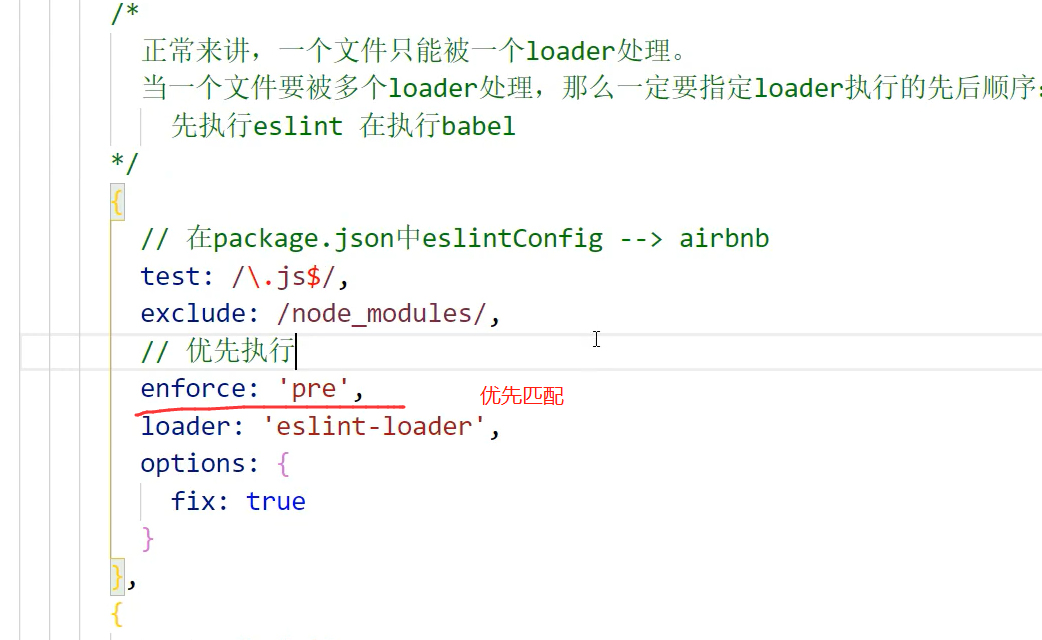 /*
正常来讲，一个文件只能被一个loader处理。
当一个文件要被多个loader处理，那么一定要指定loader执行的先后顺序:
先执行eslint 在执行babel
*/
{
// 在package.json中eslintConfig --> airbnb
test: /\.js$/,
exclude: /node_modules/,
// 优先执行
enforce: 'pre',
优先匹配
loader: 'eslint-loader',
options: {
fix: true
}
},
{